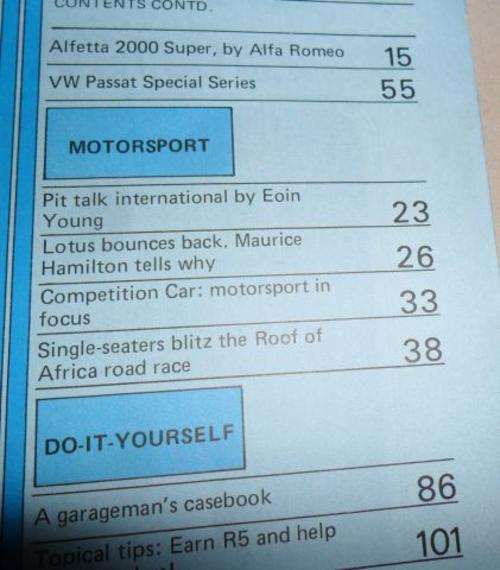 CONTENTS CONTD.
Alfetta 2000 Super, by Alfa Romeo 15
VW Passat Special Series 55
MOTORSPORT
Pit talk international by Eoin
Young 23
Lotus bounces back. Maurice
Hamilton tells why 26
Competition Car: motorsport in
focus 33
Single-seaters blitz the Roof of
Africa road race 38
DO-IT-YOURSELF
A garageman's casebook 86
Topical tips: Earn R5 and help 101